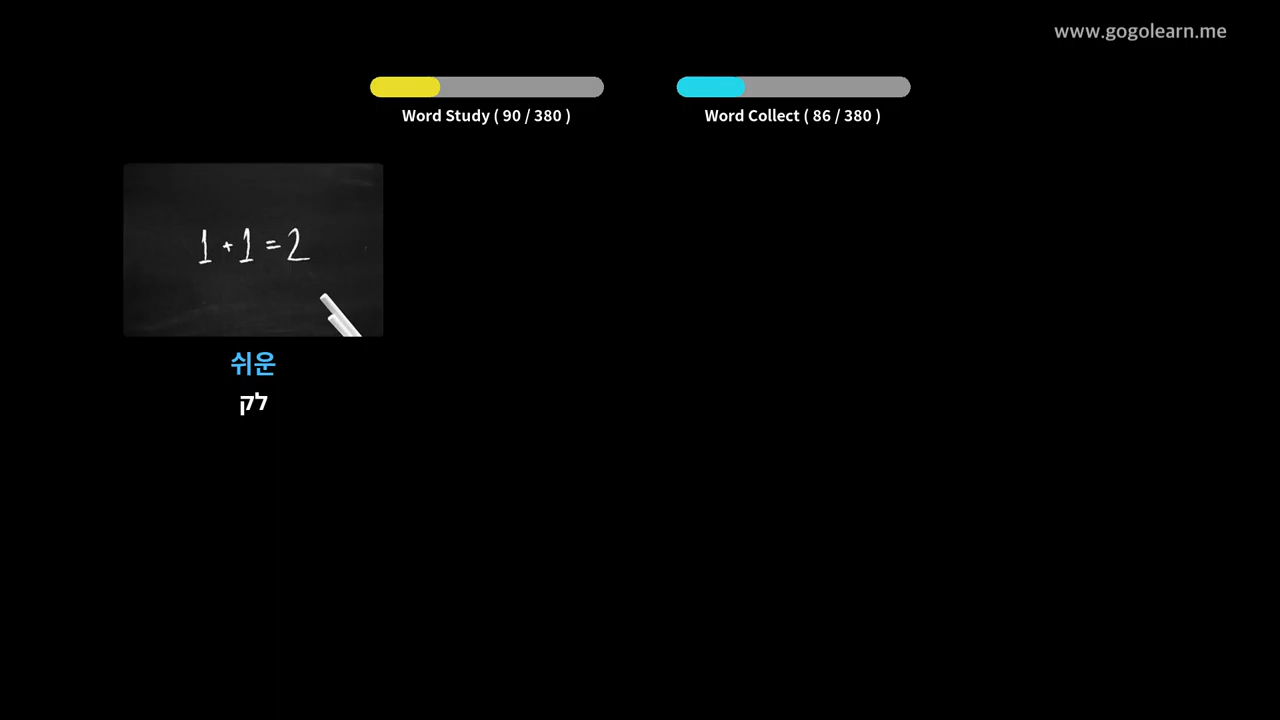 www.gogolearn.me
Word Study ( 90 / 380 )
Word Collect ( 86 / 380 )
1 + 1 = 2
쉬운
לק